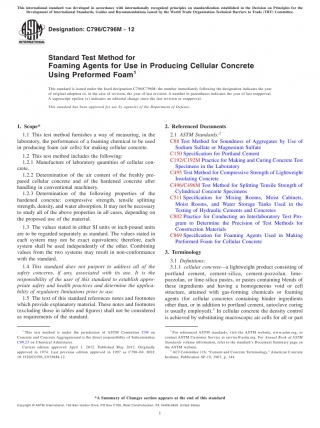 This international standard was developed in accordance with internationally recognized principles on standardization established in the Decision on Principles for the
Development of International Standards, Guides and Recommendations issued by the World Trade Organization Technical Barriers to Trade (TBT) Committee.
Designation: C796/C796M − 12
Standard Test Method for
Foaming Agents for Use in Producing Cellular Concrete
Using Preformed Foam1
This standard is issued under the fixed designation C796/C796M; the number immediately following the designation indicates the year
of original adoption or, in the case of revision, the year of last revision. A number in parentheses indicates the year of last reapproval.
A superscript epsilon (ε) indicates an editorial change since the last revision or reapproval.
This standard has been approved for use by agencies of the Department of Defense.
1. Scope*
1.1 This test method furnishes a way of measuring, in the
laboratory, the performance of a foaming chemical to be used
in producing foam (air cells) for making cellular concrete.
1.2 This test method includes the following:
1.2.1 Manufacture of laboratory quantities of cellular con-
crete.
1.2.2 Determination of the air content of the freshly pre-
pared cellular concrete and of the hardened concrete after
handling in conventional machinery.
1.2.3 Determination of the following properties of the
hardened concrete: compressive strength, tensile splitting
strength, density, and water absorption. It may not be necessary
to study all of the above properties in all cases, depending on
the proposed use of the material.
1.3 The values stated in either SI units or inch-pound units
are to be regarded separately as standard. The values stated in
each system may not be exact equivalents; therefore, each
system shall be used independently of the other. Combining
values from the two systems may result in non-conformance
with the standard.
1.4 This standard does not purport to address all of the
safety concerns, if any, associated with its use. It is the
responsibility of the user of this standard to establish appro-
priate safety and health practices and determine the applica-
bility of regulatory limitations prior to use.
1.5 The text of this standard references notes and footnotes
which provide explanatory material. These notes and footnotes
(excluding those in tables and figures) shall not be considered
as requirements of the standard.
1 This test method is under the jurisdiction of ASTM Committee C09 on
Concrete and Concrete Aggregates and is the direct responsibility of Subcommittee
C09.23 on Chemical Admixtures.
Current edition approved April 1, 2012. Published May 2012. Originally
approved in 1974. Last previous edition approved in
2. Referenced Documents
2.1 ASTM Standards:2
C88 Test Method for Soundness of Aggregates by Use of
Sodium Sulfate or Magnesium Sulfate
C150 Specification for Portland Cement
C192/C192M Practice for Making and Curing Concrete Test
Specimens in the Laboratory
C495 Test Method for Compressive Strength of Lightweight
Insulating Concrete
C496/C496M Test Method for Splitting Tensile Strength of
Cylindrical Concrete Specimens
C511 Specification for Mixing Rooms, Moist Cabinets,
Moist Rooms, and Water Storage Tanks Used in the
Testing of Hydraulic Cements and Concretes
C802 Practice for Conducting an Interlaboratory Test Pro-
gram to Determine the Precision of Test Methods for
Construction Materials
C869 Specification for Foaming Agents Used in Making
Preformed Foam for Cellular Concrete
3. Terminology
3.1 Definitions:
3.1.1 cellular concrete—a lightweight product consisting of
portland cement, cement-silica, cement-pozzolan, lime-
pozzolan, or lime-silica pastes, or pastes containing blends of
these ingredients and having a homogeneous void or cell
structure, attained with gas-forming chemicals or foaming
agents (for cellular concretes containing binder ingredients
other than, or in addition to portland cement, autoclave curing
is usually employed).3 In cellular concrete the density control
is achieved by substituting macroscopic air cells for all or part
2 For referenced ASTM standards, visit the ASTM website, www.astm.org, or
contact ASTM Customer Service at service@astm.org. For Annual Book of ASTM
Standards volume information, refer to the standard's Document Summary page on
the ASTM website.
3 ACI Committee 116, "Cement and Concrete Terminology," American Concrete
Institute, Publication SP-19, 1967, p. 144.
*A Summary of Changes section appears at the end of this standard
Copyright © ASTM International, 100 Barr Harbor Drive, PO Box C700, West Conshohocken, PA 19428-2959. United States
1